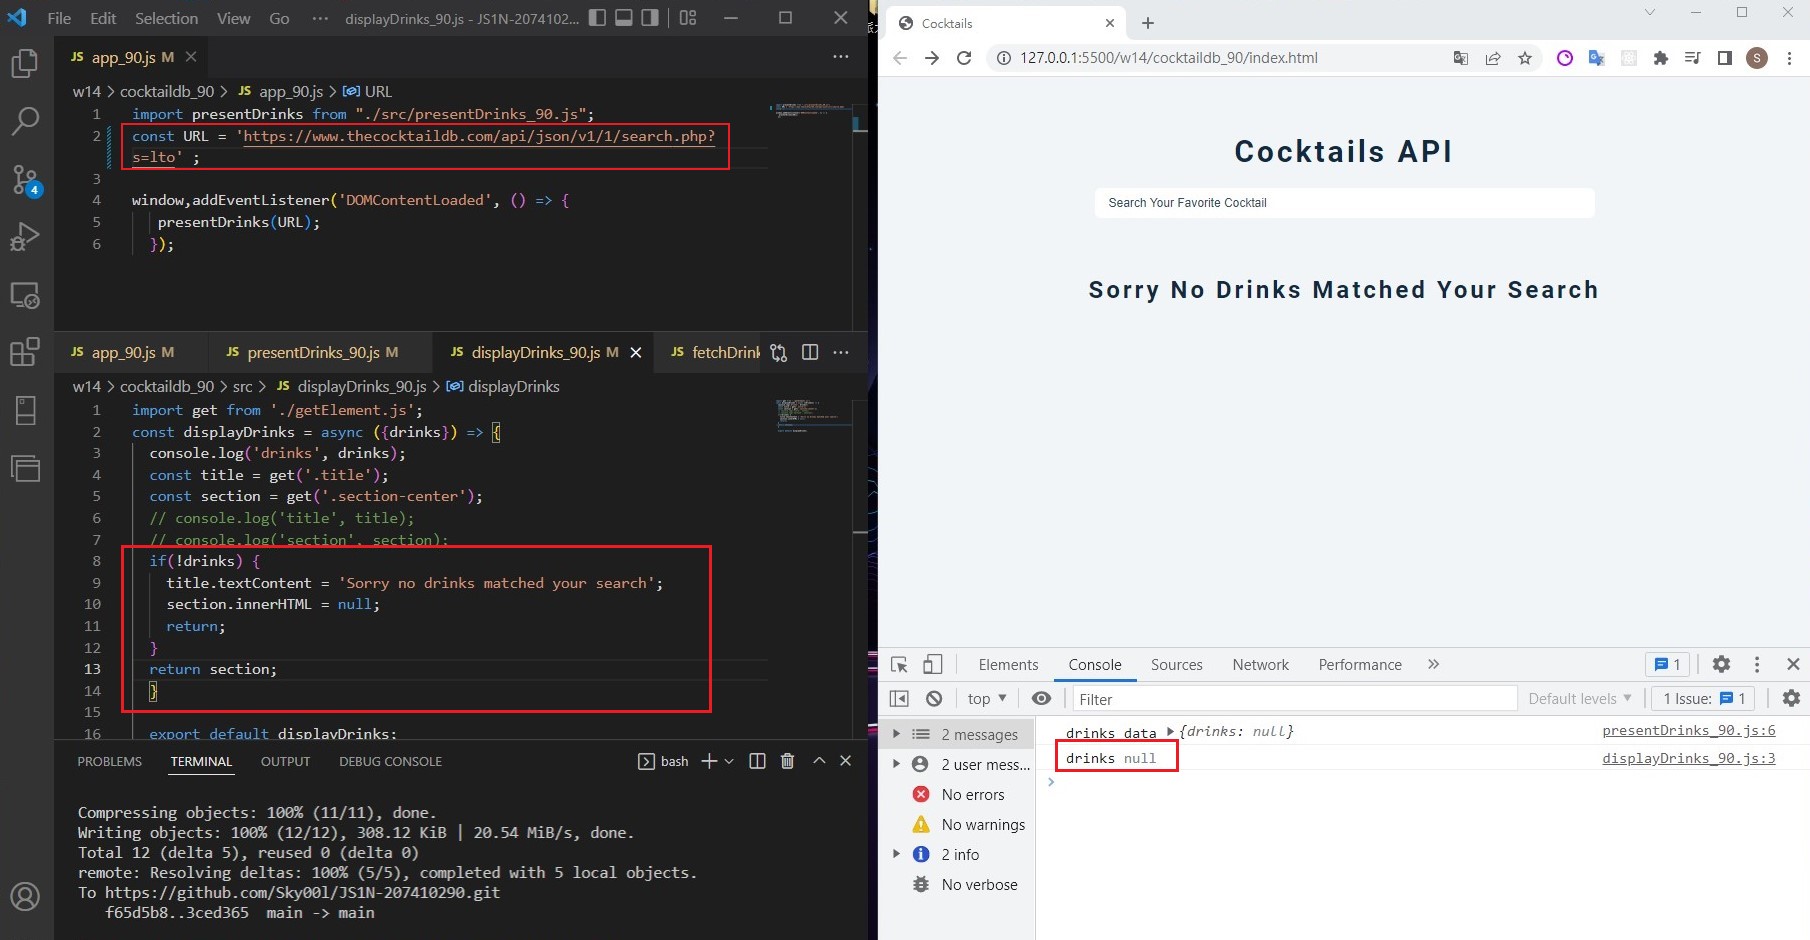 File Edit Selection View Go ··· displayDrinks_90.js - JS1N-2074102...
JS app_90.js M
w14 > cocktaildb_90 > JS app_90.js > URL
1 import presentDrinks from "./src/presentDrinks_90.js";
2 const URL = 'https://www.thecocktaildb.com/api/json/v1/1/search.php?
s=lto' ;
3
4 window,addEventListener('DOMContentLoaded', () => {
5 presentDrinks(URL);
6 });
JS app_90.js M JS presentDrinks_90.js M JS displayDrinks_90.js M JS fetchDrink
w14 > cocktaildb_90 > src > JS displayDrinks_90.js > displayDrinks
1 import get from './getElement.js';
2 const displayDrinks = async ({drinks}) => {
3 console.log('drinks', drinks);
4 const title = get('.title');
5 const section = get('.section-center');
6 // console.log('title', title);
7 // console.log('section', section);
8 if(!drinks) {
9 title.textContent = 'Sorry no drinks matched your search';
10 section.innerHTML = null;
11 return;
12 }
13 return section;
14 }
15
16 export default displayDrinks;
PROBLEMS TERMINAL OUTPUT DEBUG CONSOLE bash
Compressing objects: 100% (11/11), done.
Writing objects: 100% (12/12), 308.12 KiB | 20.54 MiB/s, done.
Total 12 (delta 5), reused 0 (delta 0)
remote: Resolving deltas: 100% (5/5), completed with 5 local objects.
To https://github.com/Sky00l/JS1N-207410290.git
f65d5b8..3ced365 main -> main
4
Cocktails
127.0.0.1:5500/w14/cocktaildb_90/index.html
S
Cocktails API
Search Your Favorite Cocktail
Sorry No Drinks Matched Your Search
Elements Console Sources Network Performance 1
top Filter Default levels 1 Issue: 1
2 messages
2 user mess...
No errors
No warnings
2 info
No verbose
drinks data {drinks: null} presentDrinks_90.js:6
drinks null displayDrinks_90.js:3